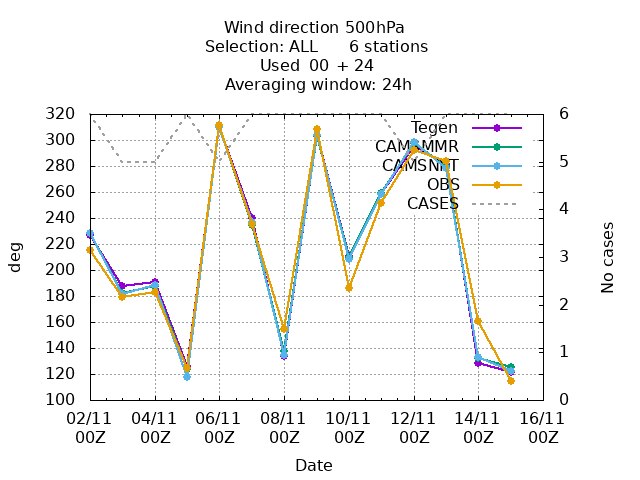 Wind direction 500hPa
Selection: ALL 6 stations
Used 00 + 24
Averaging window: 24h
320
300
280
260
240
220
200
180
160
140
120
100
deg
6
5
4
3
2
1
0
No cases
Tegen
CAMSMMR
CAMSNRT
OBS
CASES
02/11 04/11 06/11 08/11 10/11 12/11 14/11 16/11
00Z 00Z 00Z 00Z 00Z 00Z 00Z 00Z
Date